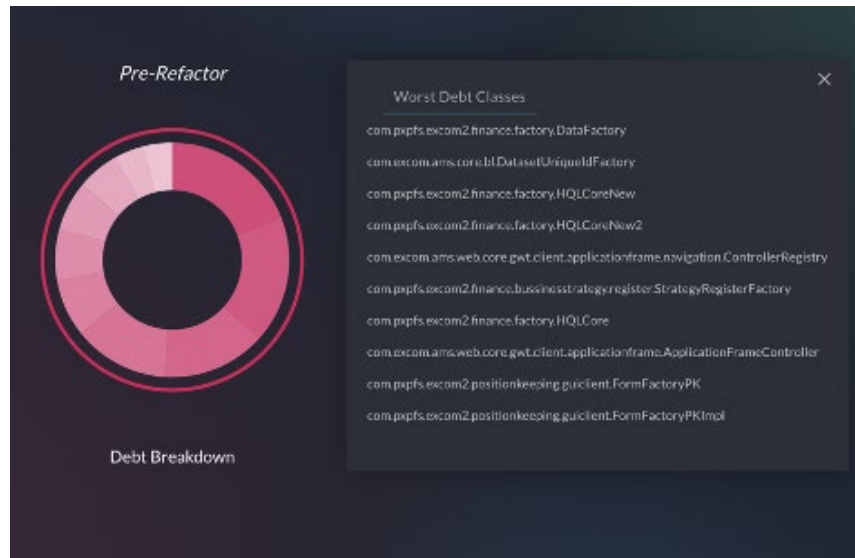 Pre-Refactor
Debt Breakdown
Worst Debt Classes
com.pxpfs.excom2.finance.factory.DataFactory
com.excom.ams.core.bl.DatasetUniqueIdFactory
com.pxpfs.excom2.finance.factory.HQLCoreNew
com.pxpfs.excom2.finance.factory.HQLCoreNew2
com.excom.ams.web.core.gwt.client.applicationframe.navigation.ControllerRegistry
com.pxpfs.excom2.finance.bussinesstrategy.register.StrategyRegisterFactory
com.pxpfs.excom2.finance.factory.HQLCore
com.excom.ams.web.core.gwt.client.applicationframe.ApplicationFrameController
com.pxpfs.excom2.positionkeeping.guiclient.FormFactoryPK
com.pxpfs.excom2.positionkeeping.guiclient.FormFactoryPKImpl